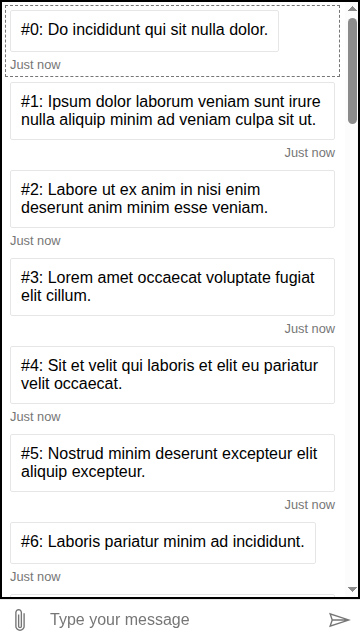 #0: Do incididunt qui sit nulla dolor.
Just now
#1: Ipsum dolor laborum veniam sunt irure
nulla aliquip minim ad veniam culpa sit ut.
Just now
#2: Labore ut ex anim in nisi enim
deserunt anim minim esse veniam.
Just now
#3: Lorem amet occaecat voluptate fugiat
elit cillum.
Just now
#4: Sit et velit qui laboris et elit eu pariatur
velit occaecat.
Just now
#5: Nostrud minim deserunt excepteur elit
aliquip excepteur.
Just now
#6: Laboris pariatur minim ad incididunt.
Just now
Type your message